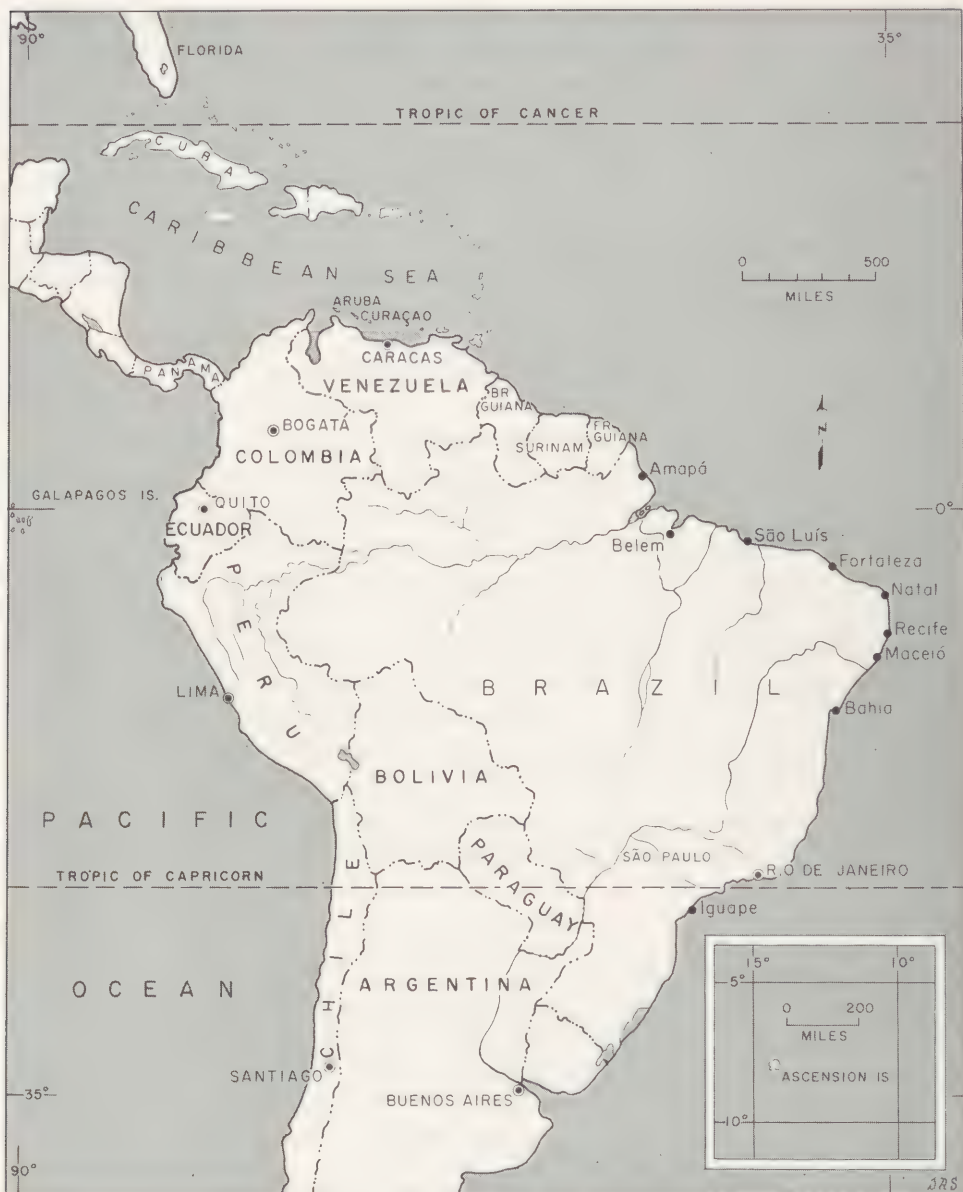 90°
35°
FLORIDA
TROPIC OF CANCER
CUBA
CARIBBEAN SEA
0 500
MILES
ARUBA
CURAÇAO
CARACAS
PANAMA
VENEZUELA
BR
GUIANA
FR
GUIANA
SURINAM
N
BOGATÁ
COLOMBIA
Amapá
GALAPAGOS IS.
QUITO
0°
ECUADOR
Belem
São Luís
Fortaleza
Natal
PERU
Recife
Maceió
LIMA
BRAZIL
Bahia
BOLIVIA
PACIFIC
OCEAN
SÃO PAULO
PARAGUAY
RIO DE JANEIRO
TROPIC OF CAPRICORN
Iguape
CHILE
ARGENTINA
15° 10°
5°
0 200
MILES
ASCENSION IS
10°
SANTIAGO
35°
BUENOS AIRES
90°
DRS